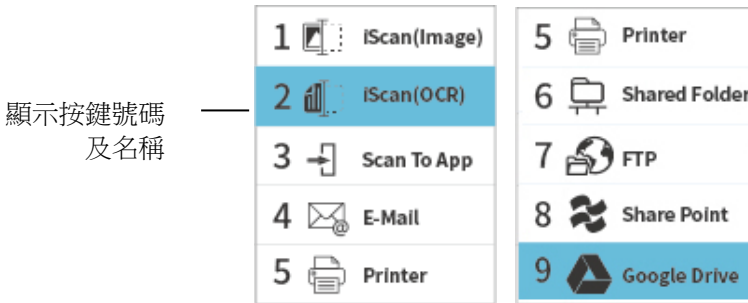 顯示按鍵號碼
及名稱
1 iScan(Image)
2 iScan(OCR)
3 Scan To App
4 E-Mail
5 Printer
5 Printer
6 Shared Folder
7 FTP
8 Share Point
9 Google Drive